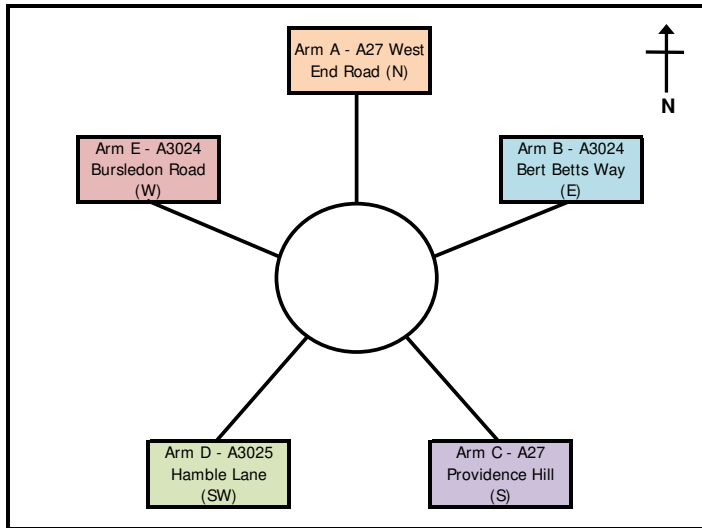 Arm A - A27 West
End Road (N)
N
Arm E - A3024
Bursledon Road
(W)
Arm B - A3024
Bert Betts Way
(E)
Arm D - A3025
Hamble Lane
(SW)
Arm C - A27
Providence Hill
(S)